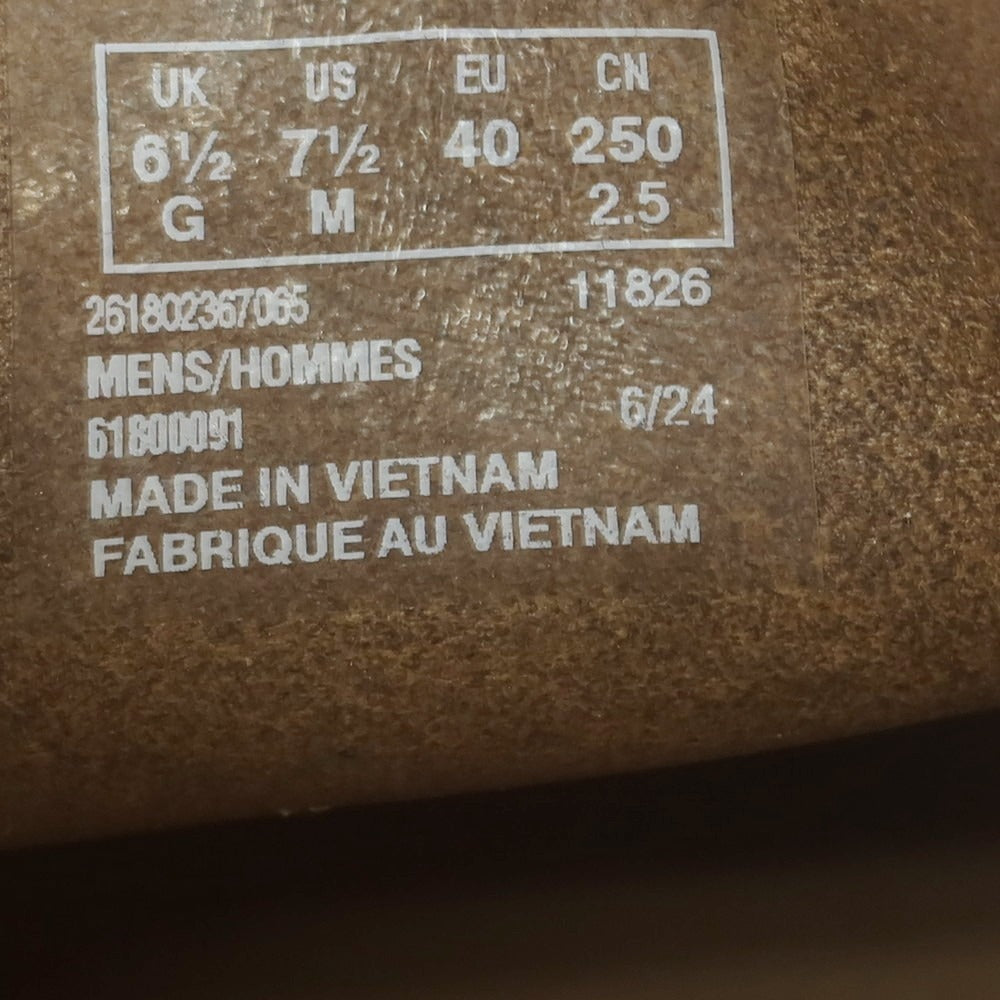 UK US EU CN
6½ 7½ 40 250
G M 2.5
261802367065 11826
MENS/HOMMES
61800091 6/24
MADE IN VIETNAM
FABRIQUE AU VIETNAM